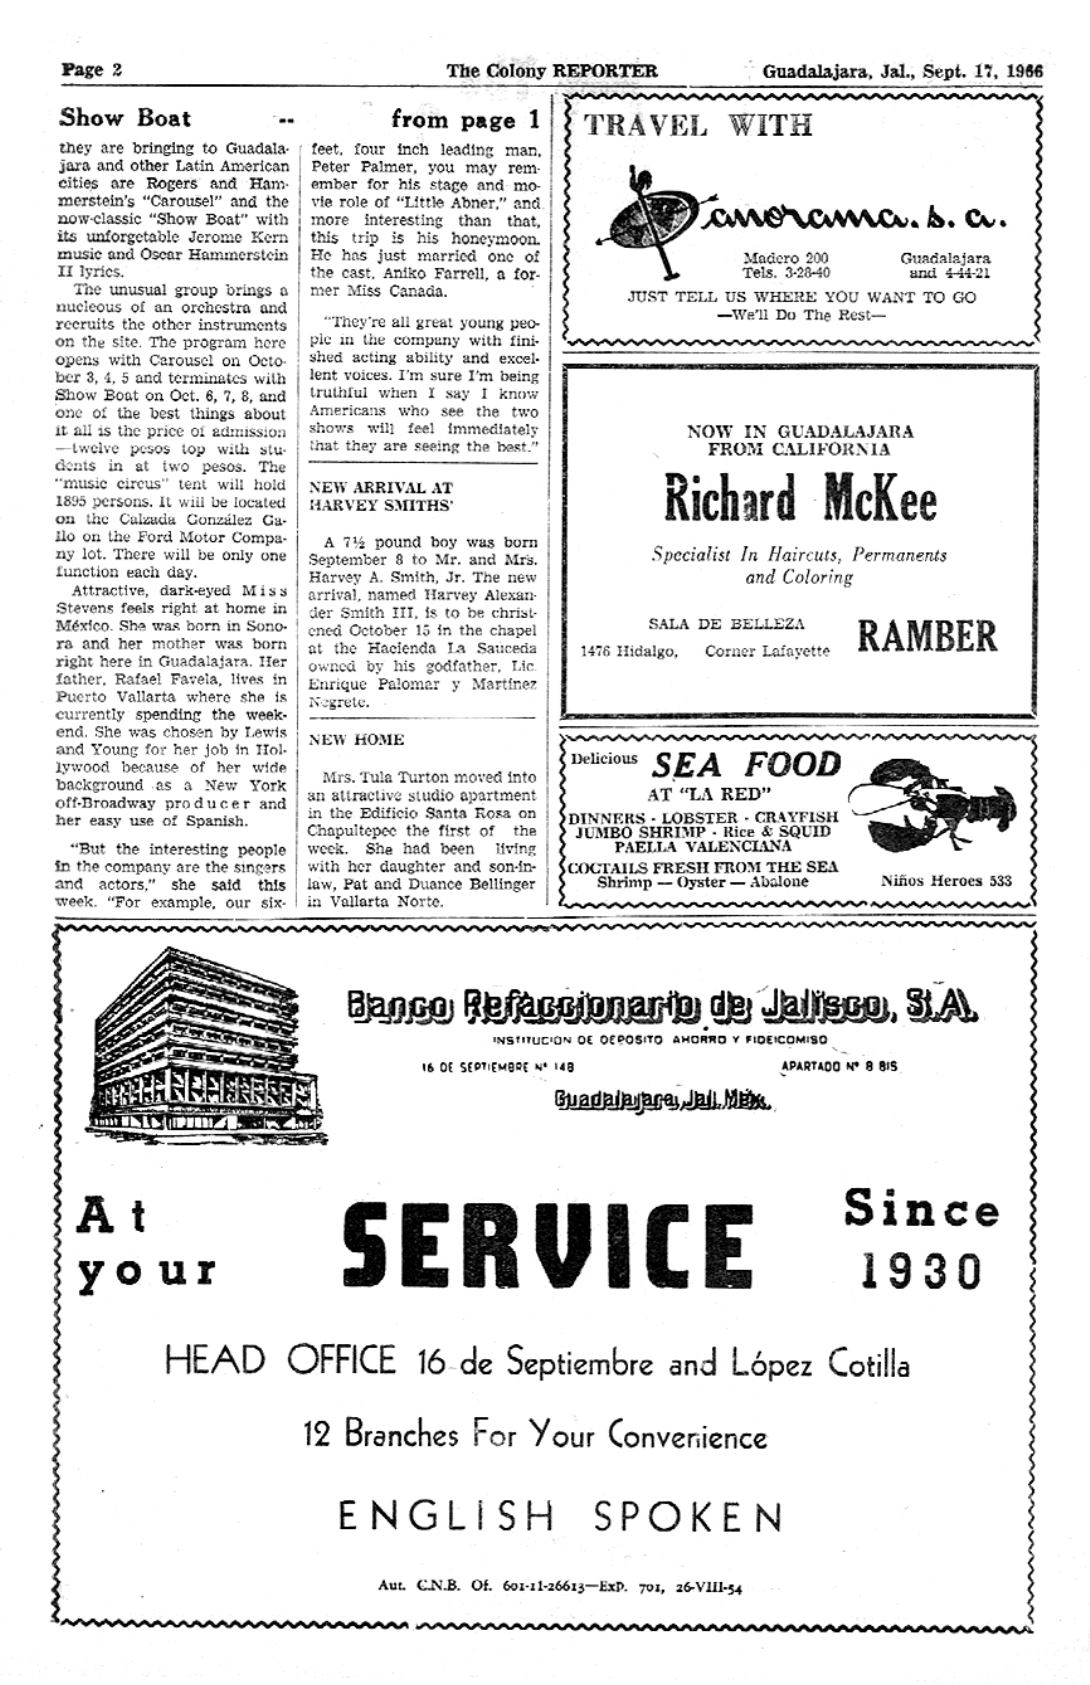 Page 2
The Colony REPORTER
Guadalajara, Jal., Sept. 17, 1966
Show Boat -- from page 1
they are bringing to Guadala-
jara and other Latin American
cities are Rogers and Ham-
merstein's "Carousel" and the
now-classic "Show Boat" with
its unforgetable Jerome Kern
music and Oscar Hammerstein
II lyrics.
The unusual group brings a
nucleous of an orchestra and
recruits the other instruments
on the site. The program here
opens with Carousel on Octo-
ber 3, 4, 5 and terminates with
Show Boat on Oct. 6, 7, 8, and
one of the best things about
it all is the price of admission
—twelve pesos top with stu-
dents in at two pesos. The
"music circus" tent will hold
1895 persons. It will be located
on the Calzada González Ga-
llo on the Ford Motor Compa-
ny lot. There will be only one
function each day.
Attractive, dark-eyed Miss
Stevens feels right at home in
México. She was born in Sono-
ra and her mother was born
right here in Guadalajara. Her
father, Rafael Favela, lives in
Puerto Vallarta where she is
currently spending the week-
end. She was chosen by Lewis
and Young for her job in Hol-
lywood because of her wide
background as a New York
off-Broadway producer and
her easy use of Spanish.
"But the interesting people
in the company are the singers
and actors," she said this
week. "For example, our six-
feet, four inch leading man,
Peter Palmer, you may rem-
ember for his stage and mo-
vie role of "Little Abner," and
more interesting than that,
this trip is his honeymoon.
He has just married one of
the cast, Aniko Farrell, a for-
mer Miss Canada.
"They're all great young peo-
ple in the company with fini-
shed acting ability and excel-
lent voices. I'm sure I'm being
truthful when I say I know
Americans who see the two
shows will feel immediately
that they are seeing the best."
NEW ARRIVAL AT
HARVEY SMITHS'
A 7½ pound boy was born
September 8 to Mr. and Mrs.
Harvey A. Smith, Jr. The new
arrival, named Harvey Alexan-
der Smith III, is to be christ-
ened October 15 in the chapel
at the Hacienda La Sauceda
owned by his godfather, Lic.
Enrique Palomar y Martínez
Negrete.
NEW HOME
Mrs. Tula Turton moved into
an attractive studio apartment
in the Edificio Santa Rosa on
Chapultepec the first of the
week. She had been living
with her daughter and son-in-
law, Pat and Duance Bellinger
in Vallarta Norte.
TRAVEL WITH
Panorama. s. a.
Madero 200 Guadalajara
Tels. 3-28-40 and 4-44-21
JUST TELL US WHERE YOU WANT TO GO
—We'll Do The Rest—
NOW IN GUADALAJARA
FROM CALIFORNIA
Richard McKee
Specialist In Haircuts, Permanents
and Coloring
SALA DE BELLEZA
RAMBER
1476 Hidalgo, Corner Lafayette
Delicious SEA FOOD
AT "LA RED"
DINNERS - LOBSTER - CRAYFISH
JUMBO SHRIMP - Rice & SQUID
PAELLA VALENCIANA
COCTAILS FRESH FROM THE SEA
Shrimp — Oyster — Abalone
Niños Heroes 533
Banco Refaccionario de Jalisco, S.A.
INSTITUCION DE DEPOSITO AHORRO Y FIDEICOMISO
16 DE SEPTIEMBRE Nº 148
APARTADO Nº 8 BIS
Guadalajara, Jal. Méx.
At your SERVICE Since 1930
HEAD OFFICE 16 de Septiembre and López Cotilla
12 Branches For Your Convenience
ENGLISH SPOKEN
Aut. C.N.B. Of. 601-11-26613—ExP. 701, 26-VIII-54